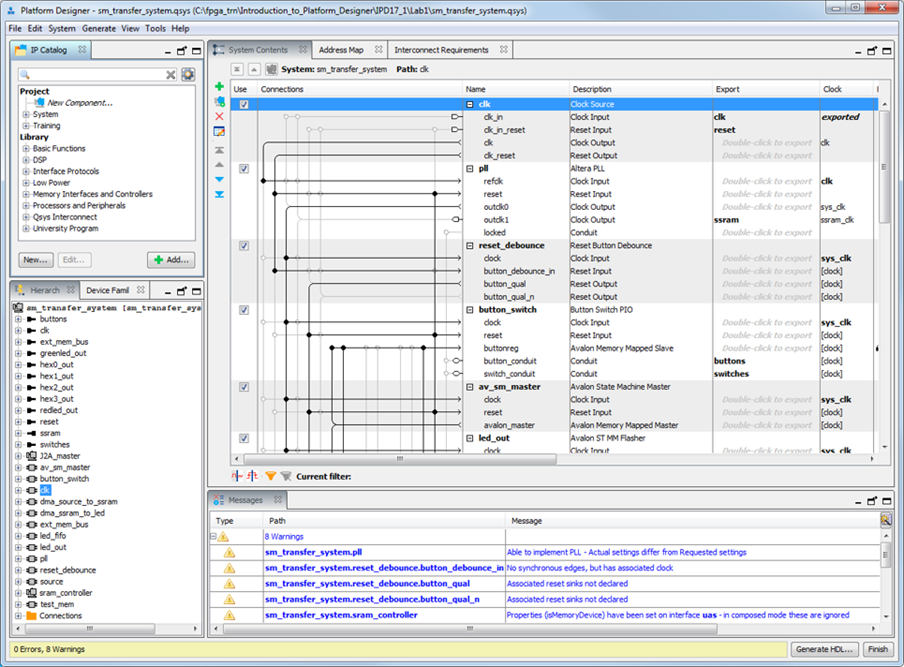 Platform Designer - sm_transfer_system.qsys (C:\fpga_trn\Introduction_to_Platform_Designer\IPD17_1\Lab1\sm_transfer_system.qsys)
File Edit System Generate View Tools Help
IP Catalog
Project
New Component...
System
Training
Library
Basic Functions
DSP
Interface Protocols
Low Power
Memory Interfaces and Controllers
Processors and Peripherals
Qsys Interconnect
University Program
New... Edit... Add...
Hierarch Device Famil
sm_transfer_system [sm_transfer_sys
buttons
clk
ext_mem_bus
greenled_out
hex0_out
hex1_out
hex2_out
hex3_out
redled_out
reset
ssram
switches
J2A_master
av_sm_master
button_switch
clk
dma_source_to_ssram
dma_ssram_to_led
ext_mem_bus
led_fifo
led_out
pll
reset_debounce
source
sram_controller
test_mem
Connections
System Contents Address Map Interconnect Requirements
System: sm_transfer_system Path: clk
Use Connections Name Description Export Clock
clk Clock Source
clk_in Clock Input clk exported
clk_in_reset Reset Input reset
clk Clock Output Double-click to export clk
clk_reset Reset Output Double-click to export
pll Altera PLL
refclk Clock Input Double-click to export clk
reset Reset Input Double-click to export
outclk0 Clock Output Double-click to export sys_clk
outclk1 Clock Output ssram ssram_clk
locked Conduit Double-click to export
reset_debounce Reset Button Debounce
clock Clock Input Double-click to export sys_clk
button_debounce_in Reset Input Double-click to export [clock]
button_qual Reset Output Double-click to export [clock]
button_qual_n Reset Output Double-click to export [clock]
button_switch Button Switch PIO
clock Clock Input Double-click to export sys_clk
reset Reset Input Double-click to export [clock]
buttonreg Avalon Memory Mapped Slave Double-click to export [clock]
button_conduit Conduit buttons [clock]
switch_conduit Conduit switches [clock]
av_sm_master Avalon State Machine Master
clock Clock Input Double-click to export sys_clk
reset Reset Input Double-click to export [clock]
avalon_master Avalon Memory Mapped Master Double-click to export [clock]
led_out Avalon ST MM Flasher
clock Clock Input Double-click to export sys_clk
Current filter:
Messages
Type Path Message
8 Warnings
sm_transfer_system.pll Able to implement PLL - Actual settings differ from Requested settings
sm_transfer_system.reset_debounce.button_debounce_in No synchronous edges, but has associated clock
sm_transfer_system.reset_debounce.button_qual Associated reset sinks not declared
sm_transfer_system.reset_debounce.button_qual_n Associated reset sinks not declared
sm_transfer_system.sram_controller Properties (isMemoryDevice) have been set on interface uas - in composed mode these are ignored
0 Errors, 8 Warnings Generate HDL... Finish